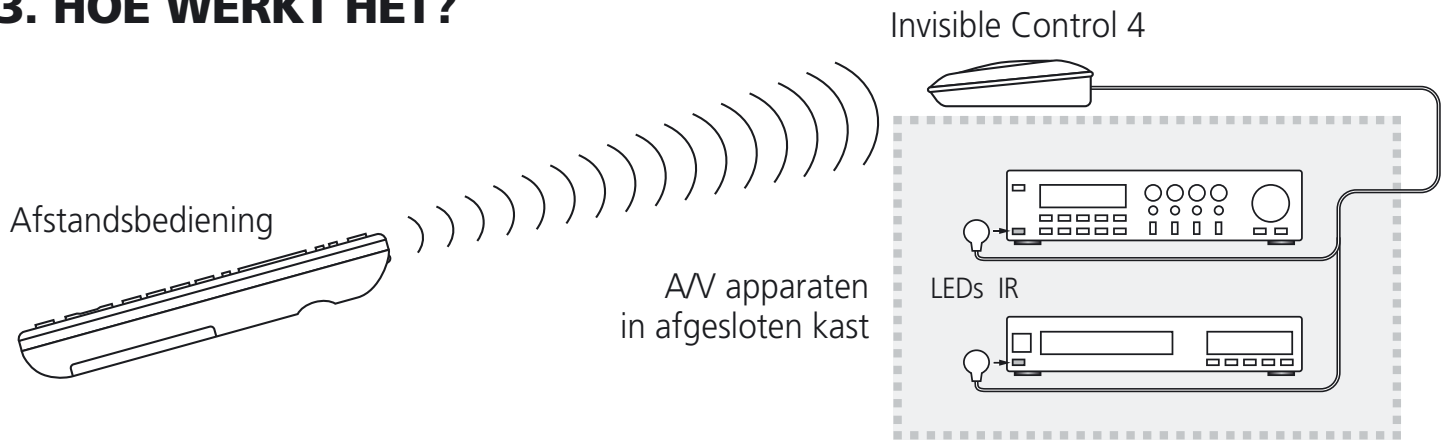 3. HOE WERKT HET?
Invisible Control 4
Afstandsbediening
A/V apparaten
in afgesloten kast
LEDs IR